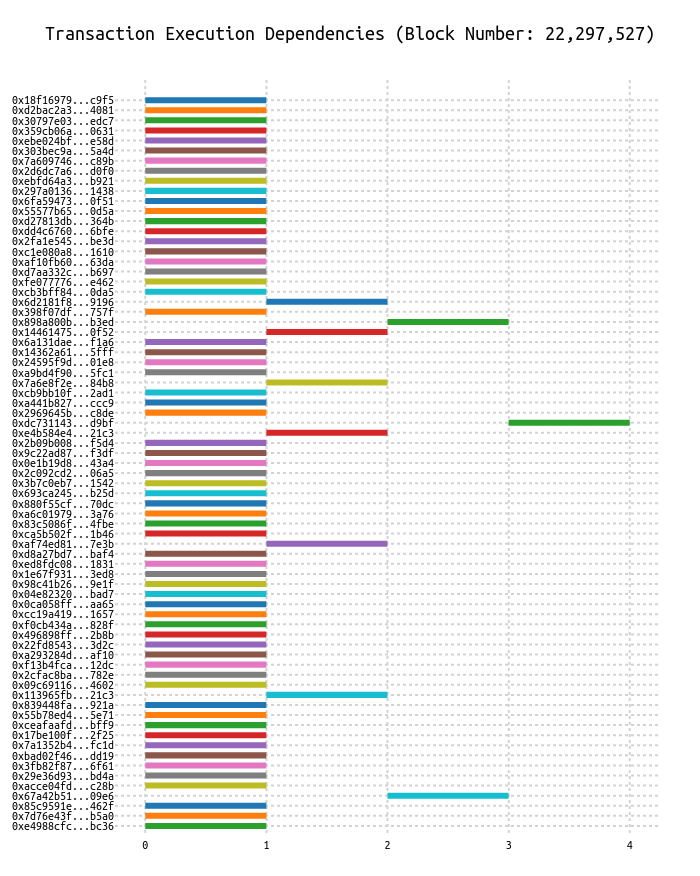 Transaction Execution Dependencies (Block Number: 22,297,527)
0x18f16979...c9f5
0xd2bac2a3...4081
0x30797e03...edc7
0x359cb06a...0631
0xebe024bf...e58d
0x303bec9a...5a4d
0x7a609746...c89b
0x2d6dc7a6...d0f0
0xebfd64a3...b921
0x297a0136...1438
0x6fa59473...0f51
0x55577b65...0d5a
0xd27813db...364b
0xdd4c6760...6bfe
0x2fa1e545...be3d
0xc1e080a8...1610
0xaf10fb60...63da
0xd7aa332c...b697
0xfe077776...e462
0xcb3bff84...0da5
0x6d2181f8...9196
0x398f07df...757f
0x898a800b...b3ed
0x14461475...0f52
0x6a131dae...f1a6
0x14362a61...5fff
0x24595f9d...01e8
0xa9bd4f90...5fc1
0x7a6e8f2e...84b8
0xcb9bb10f...2ad1
0xa441b827...ccc9
0x2969645b...c8de
0xdc731143...d9bf
0xe4b584e4...21c3
0x2b09b008...f5d4
0x9c22ad87...f3df
0x0e1b19d8...43a4
0x2c092cd2...06a5
0x3b7c0eb7...1542
0x693ca245...b25d
0x880f55cf...70dc
0xa6c01979...3a76
0x83c5086f...4fbe
0xca5b502f...1b46
0xaf74ed81...7e3b
0xd8a27bd7...baf4
0xed8fdc08...1831
0x1e67f931...3ed8
0x98c41b26...9e1f
0x04e82320...bad7
0x0ca058ff...aa65
0xcc19a419...1657
0xf0cb434a...828f
0x496898ff...2b8b
0x22fd8543...3d2c
0xa293284d...af10
0xf13b4fca...12dc
0x2cfac8ba...782e
0x09c69116...4602
0x113965fb...21c3
0x839448fa...921a
0x55b78ed4...5e71
0xceafaafd...bff9
0x17be100f...2f25
0x7a1352b4...fc1d
0xbad02f46...dd19
0x3fb82f87...6f61
0x29e36d93...bd4a
0xacce04fd...c28b
0x67a42b51...09e6
0x85c9591e...462f
0x7d76e43f...b5a0
0xe4988cfc...bc36
0 1 2 3 4